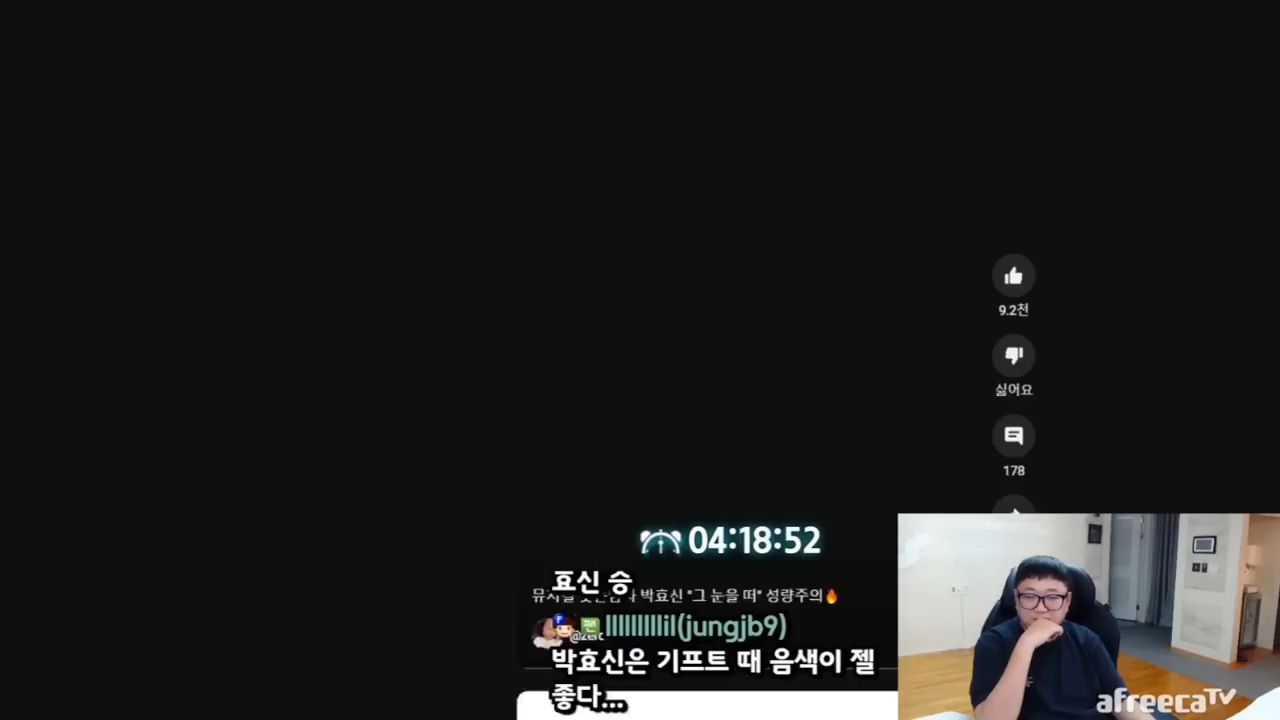 9.2천
싫어요
178
04:18:52
효신 승
박효신 "그 눈을 떠" 성량주의🔥
(jungjb9)
박효신은 기프트 때 음색이 젤
좋다...
afreecaTV